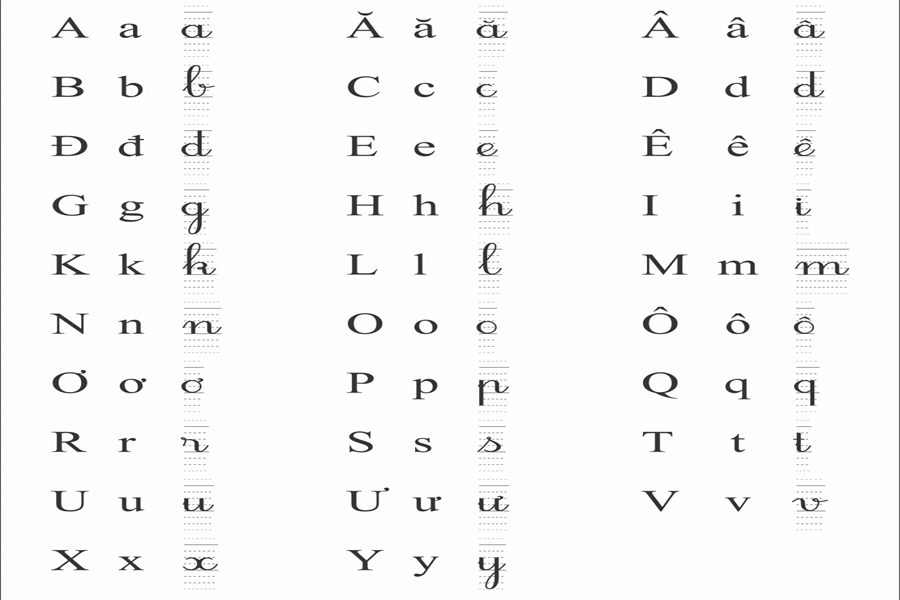 A a a Ă ă ă Â â â
B b b C c c D d d
Đ đ đ E e e Ê ê ê
G g g H h h I i i
K k k L l l M m m
N n n O o o Ô ô ô
Ơ ơ ơ P p p Q q q
R r r S s s T t t
U u u Ư ư ư V v v
X x x Y y y